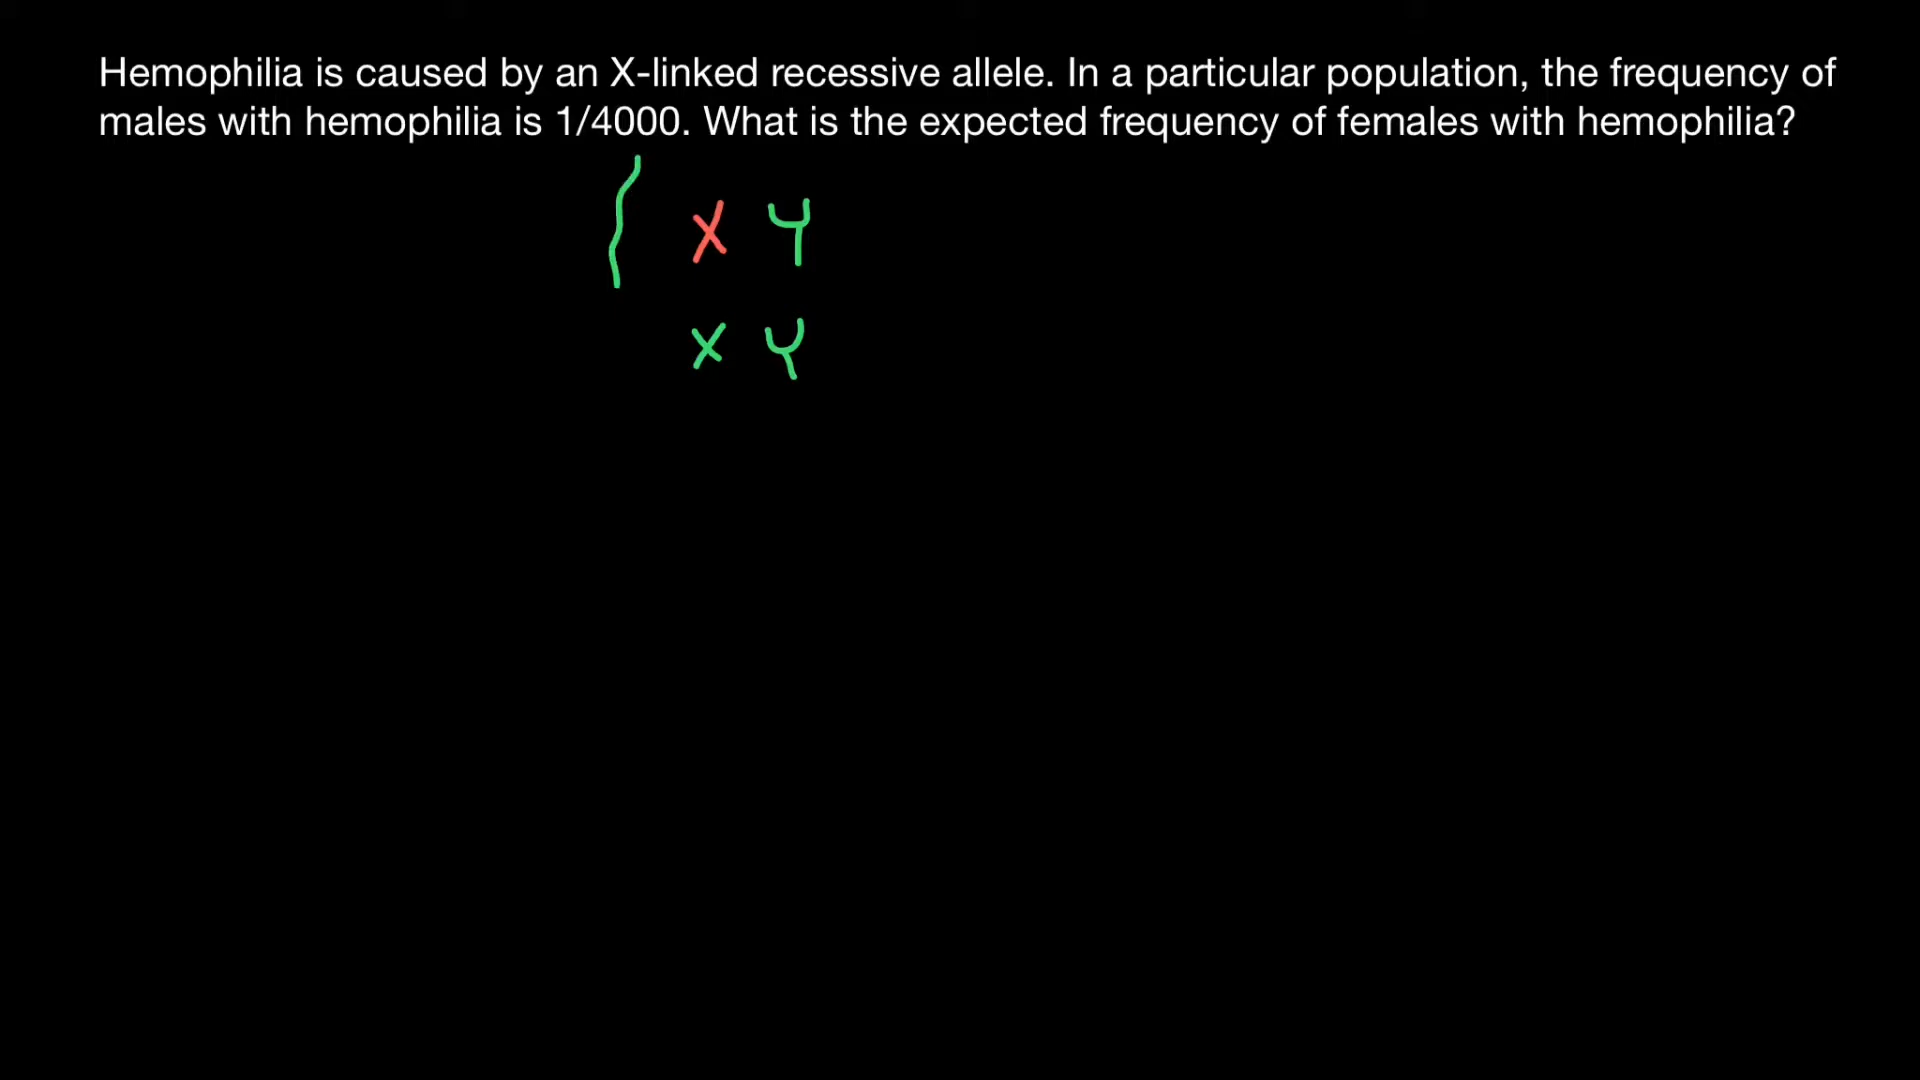 Hemophilia is caused by an X-linked recessive allele. In a particular population, the frequency of
males with hemophilia is 1/4000. What is the expected frequency of females with hemophilia?
X Y
X Y